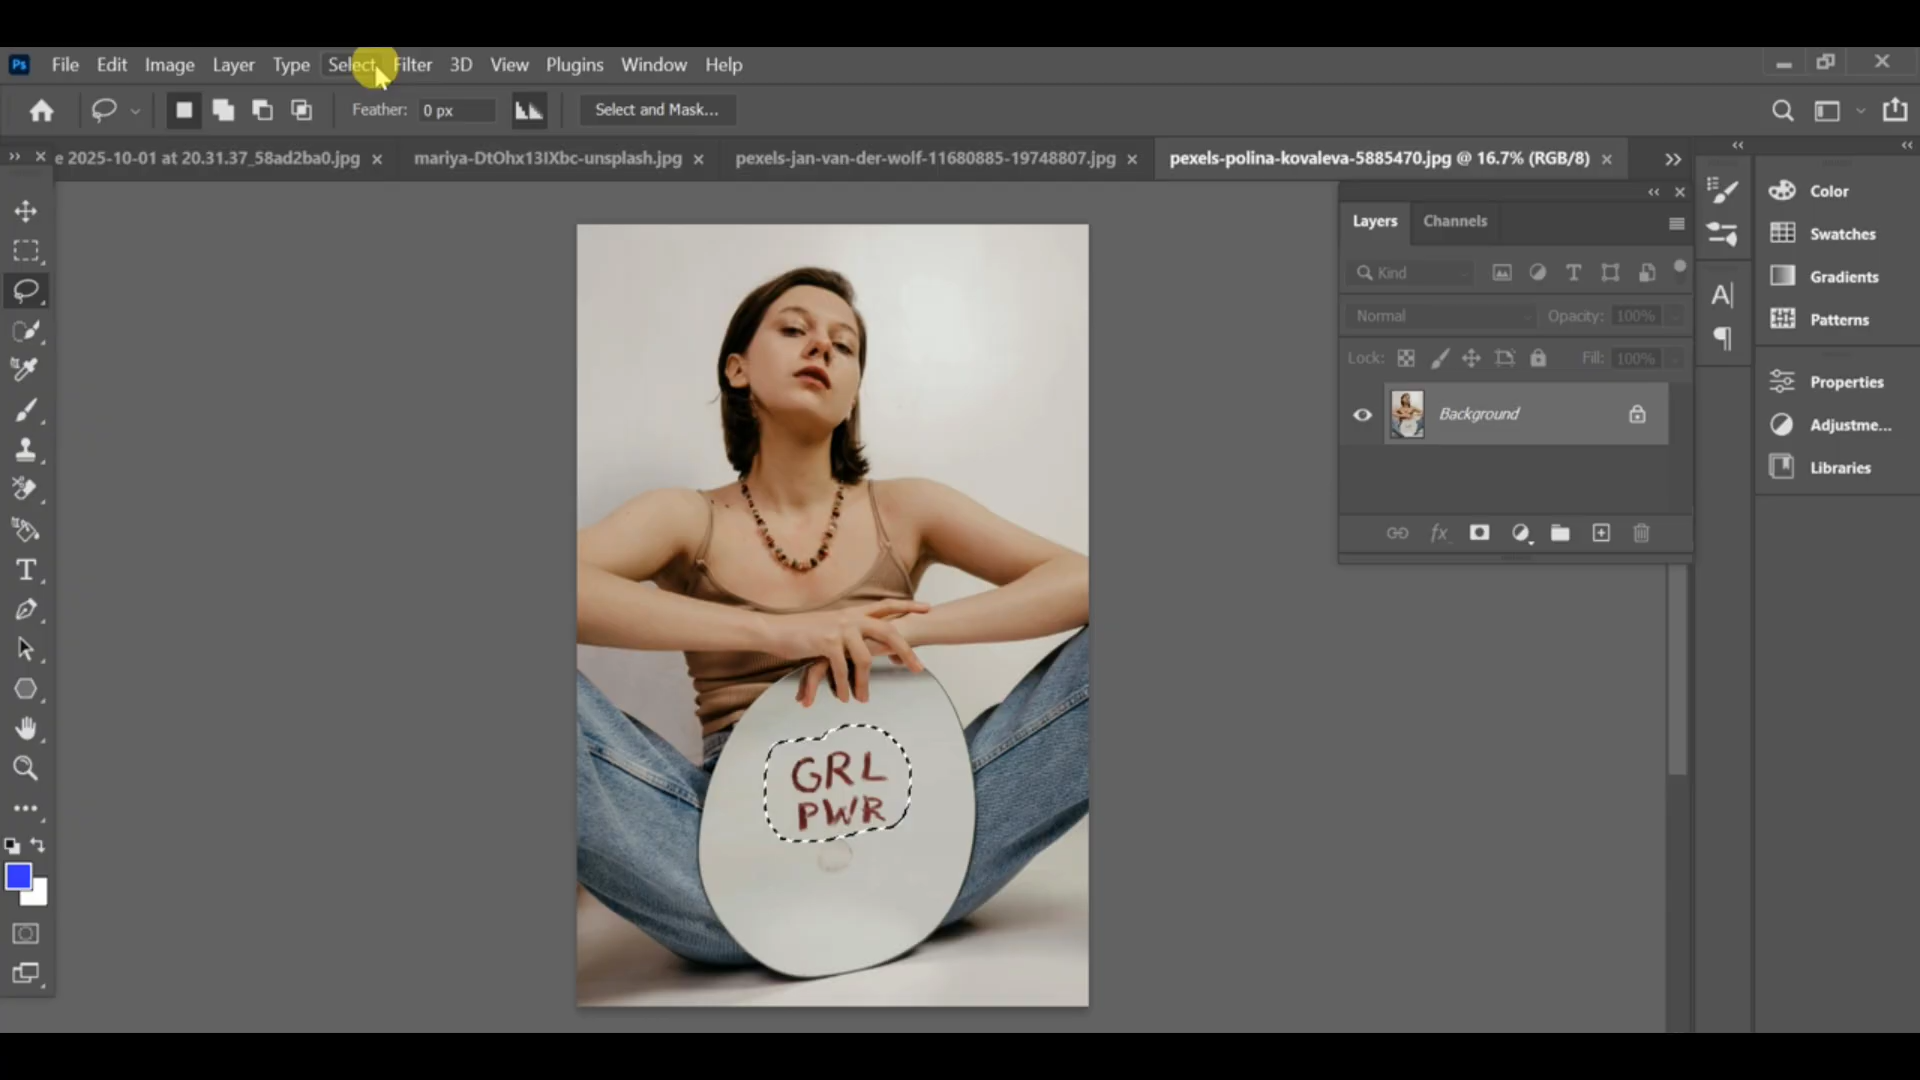 Ps File Edit Image Layer Type Select Filter 3D View Plugins Window Help
Feather: 0 px Select and Mask...
e 2025-10-01 at 20.31.37_58ad2ba0.jpg mariya-DtOhx13IXbc-unsplash.jpg pexels-jan-van-der-wolf-11680885-19748807.jpg pexels-polina-kovaleva-5885470.jpg @ 16.7% (RGB/8)
Layers Channels
Kind
Normal Opacity: 100%
Lock: Fill: 100%
Background
Color
Swatches
Gradients
Patterns
Properties
Adjustme...
Libraries
GRL
PWR